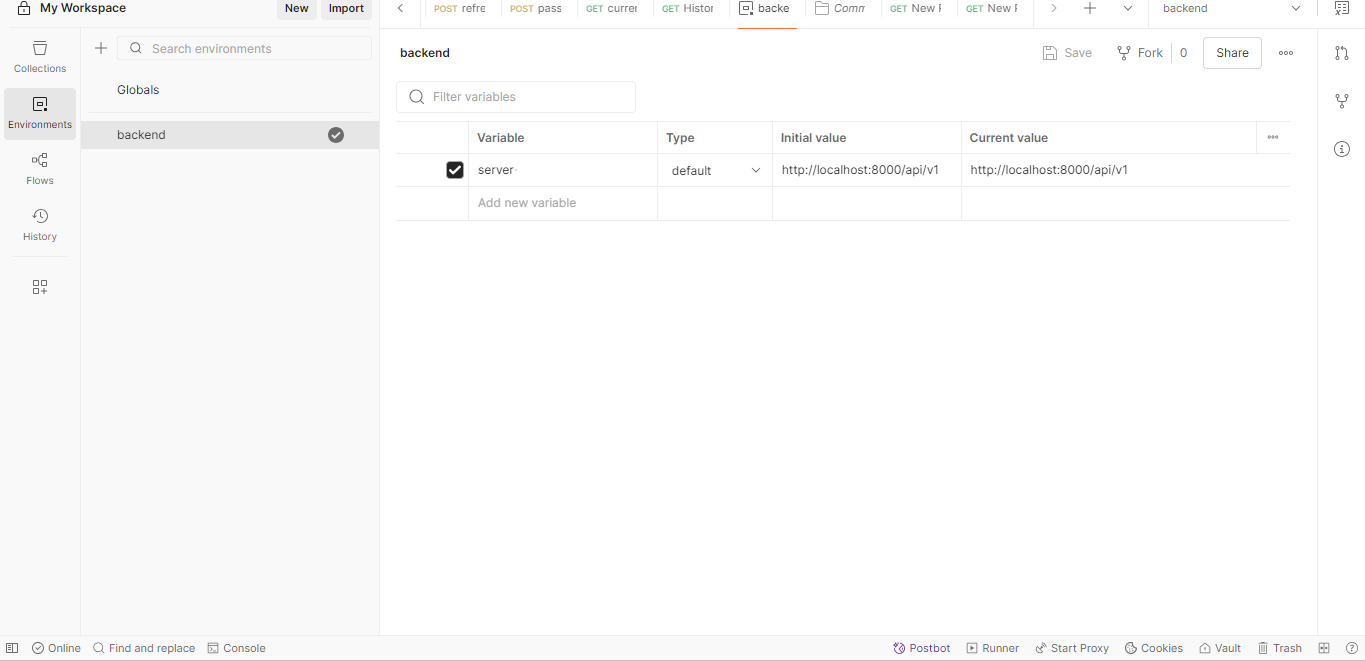 My Workspace New Import
POST refre POST pass GET currer GET Histor backe Comm GET New F GET New F backend
Collections
Environments
Flows
History
Search environments
Globals
backend
backend Save Fork 0 Share
Filter variables
Variable Type Initial value Current value
server default http://localhost:8000/api/v1 http://localhost:8000/api/v1
Add new variable
Online Find and replace Console Postbot Runner Start Proxy Cookies Vault Trash